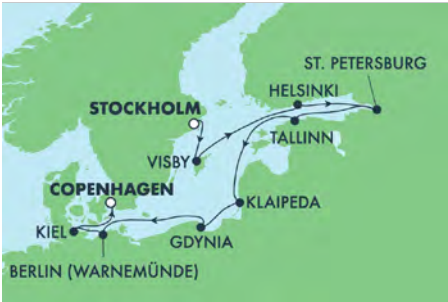 ST. PETERSBURG
HELSINKI
STOCKHOLM
TALLINN
VISBY
COPENHAGEN
KLAIPEDA
KIEL
GDYNIA
BERLIN (WARNEMÜNDE)